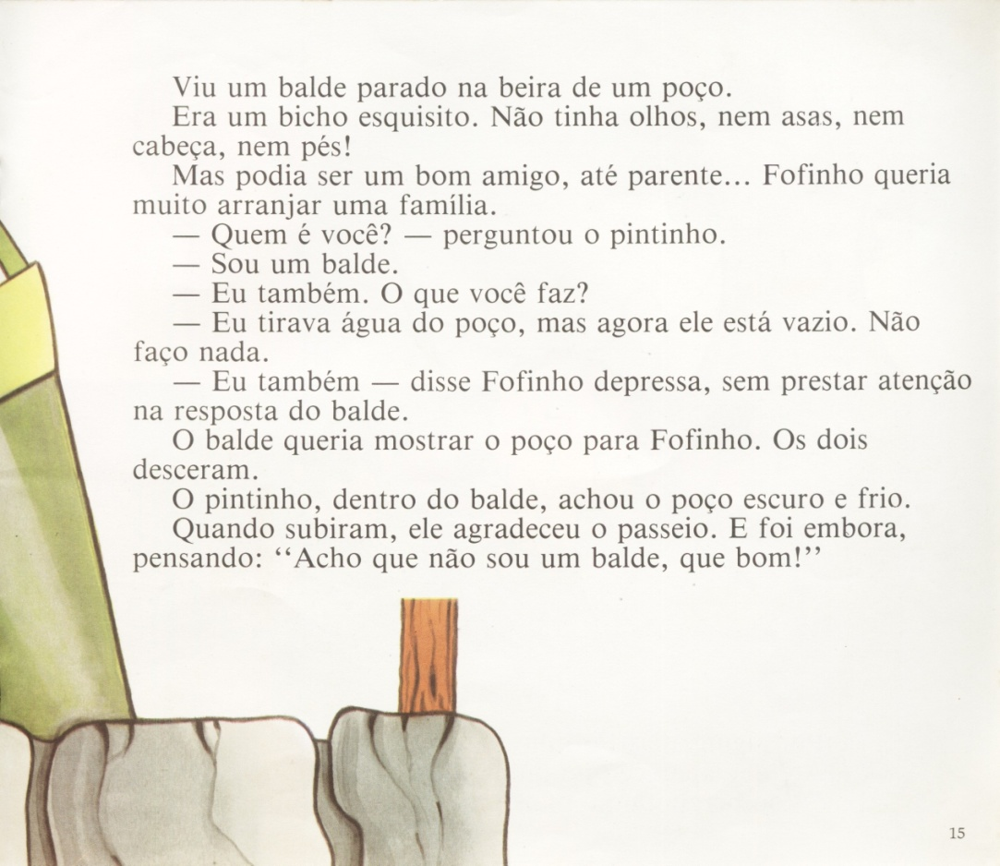 Viu um balde parado na beira de um poço.
Era um bicho esquisito. Não tinha olhos, nem asas, nem
cabeça, nem pés!
Mas podia ser um bom amigo, até parente... Fofinho queria
muito arranjar uma família.
— Quem é você? — perguntou o pintinho.
— Sou um balde.
— Eu também. O que você faz?
— Eu tirava água do poço, mas agora ele está vazio. Não
faço nada.
— Eu também — disse Fofinho depressa, sem prestar atenção
na resposta do balde.
O balde queria mostrar o poço para Fofinho. Os dois
desceram.
O pintinho, dentro do balde, achou o poço escuro e frio.
Quando subiram, ele agradeceu o passeio. E foi embora,
pensando: “Acho que não sou um balde, que bom!”
15